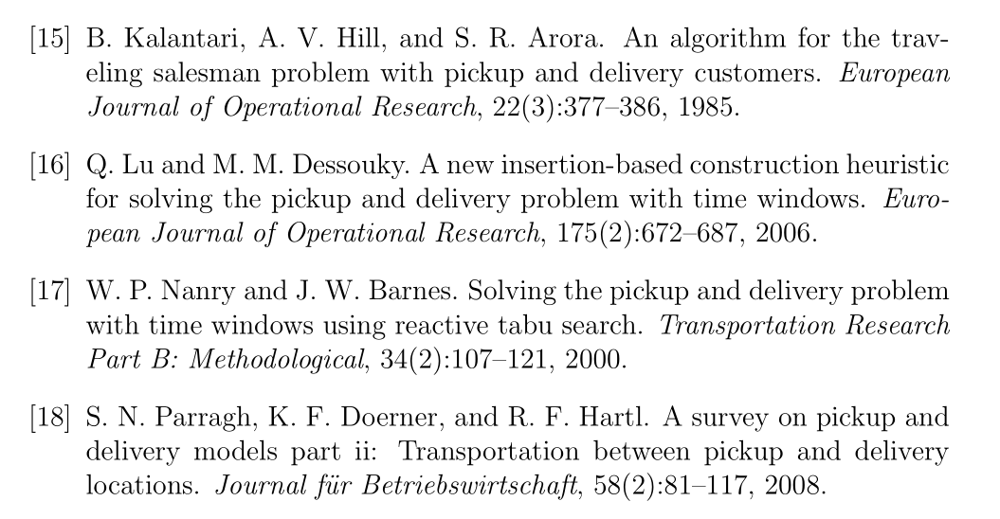 [15] B. Kalantari, A. V. Hill, and S. R. Arora. An algorithm for the trav-
eling salesman problem with pickup and delivery customers. European
Journal of Operational Research, 22(3):377–386, 1985.
[16] Q. Lu and M. M. Dessouky. A new insertion-based construction heuristic
for solving the pickup and delivery problem with time windows. Euro-
pean Journal of Operational Research, 175(2):672–687, 2006.
[17] W. P. Nanry and J. W. Barnes. Solving the pickup and delivery problem
with time windows using reactive tabu search. Transportation Research
Part B: Methodological, 34(2):107–121, 2000.
[18] S. N. Parragh, K. F. Doerner, and R. F. Hartl. A survey on pickup and
delivery models part ii: Transportation between pickup and delivery
locations. Journal für Betriebswirtschaft, 58(2):81–117, 2008.